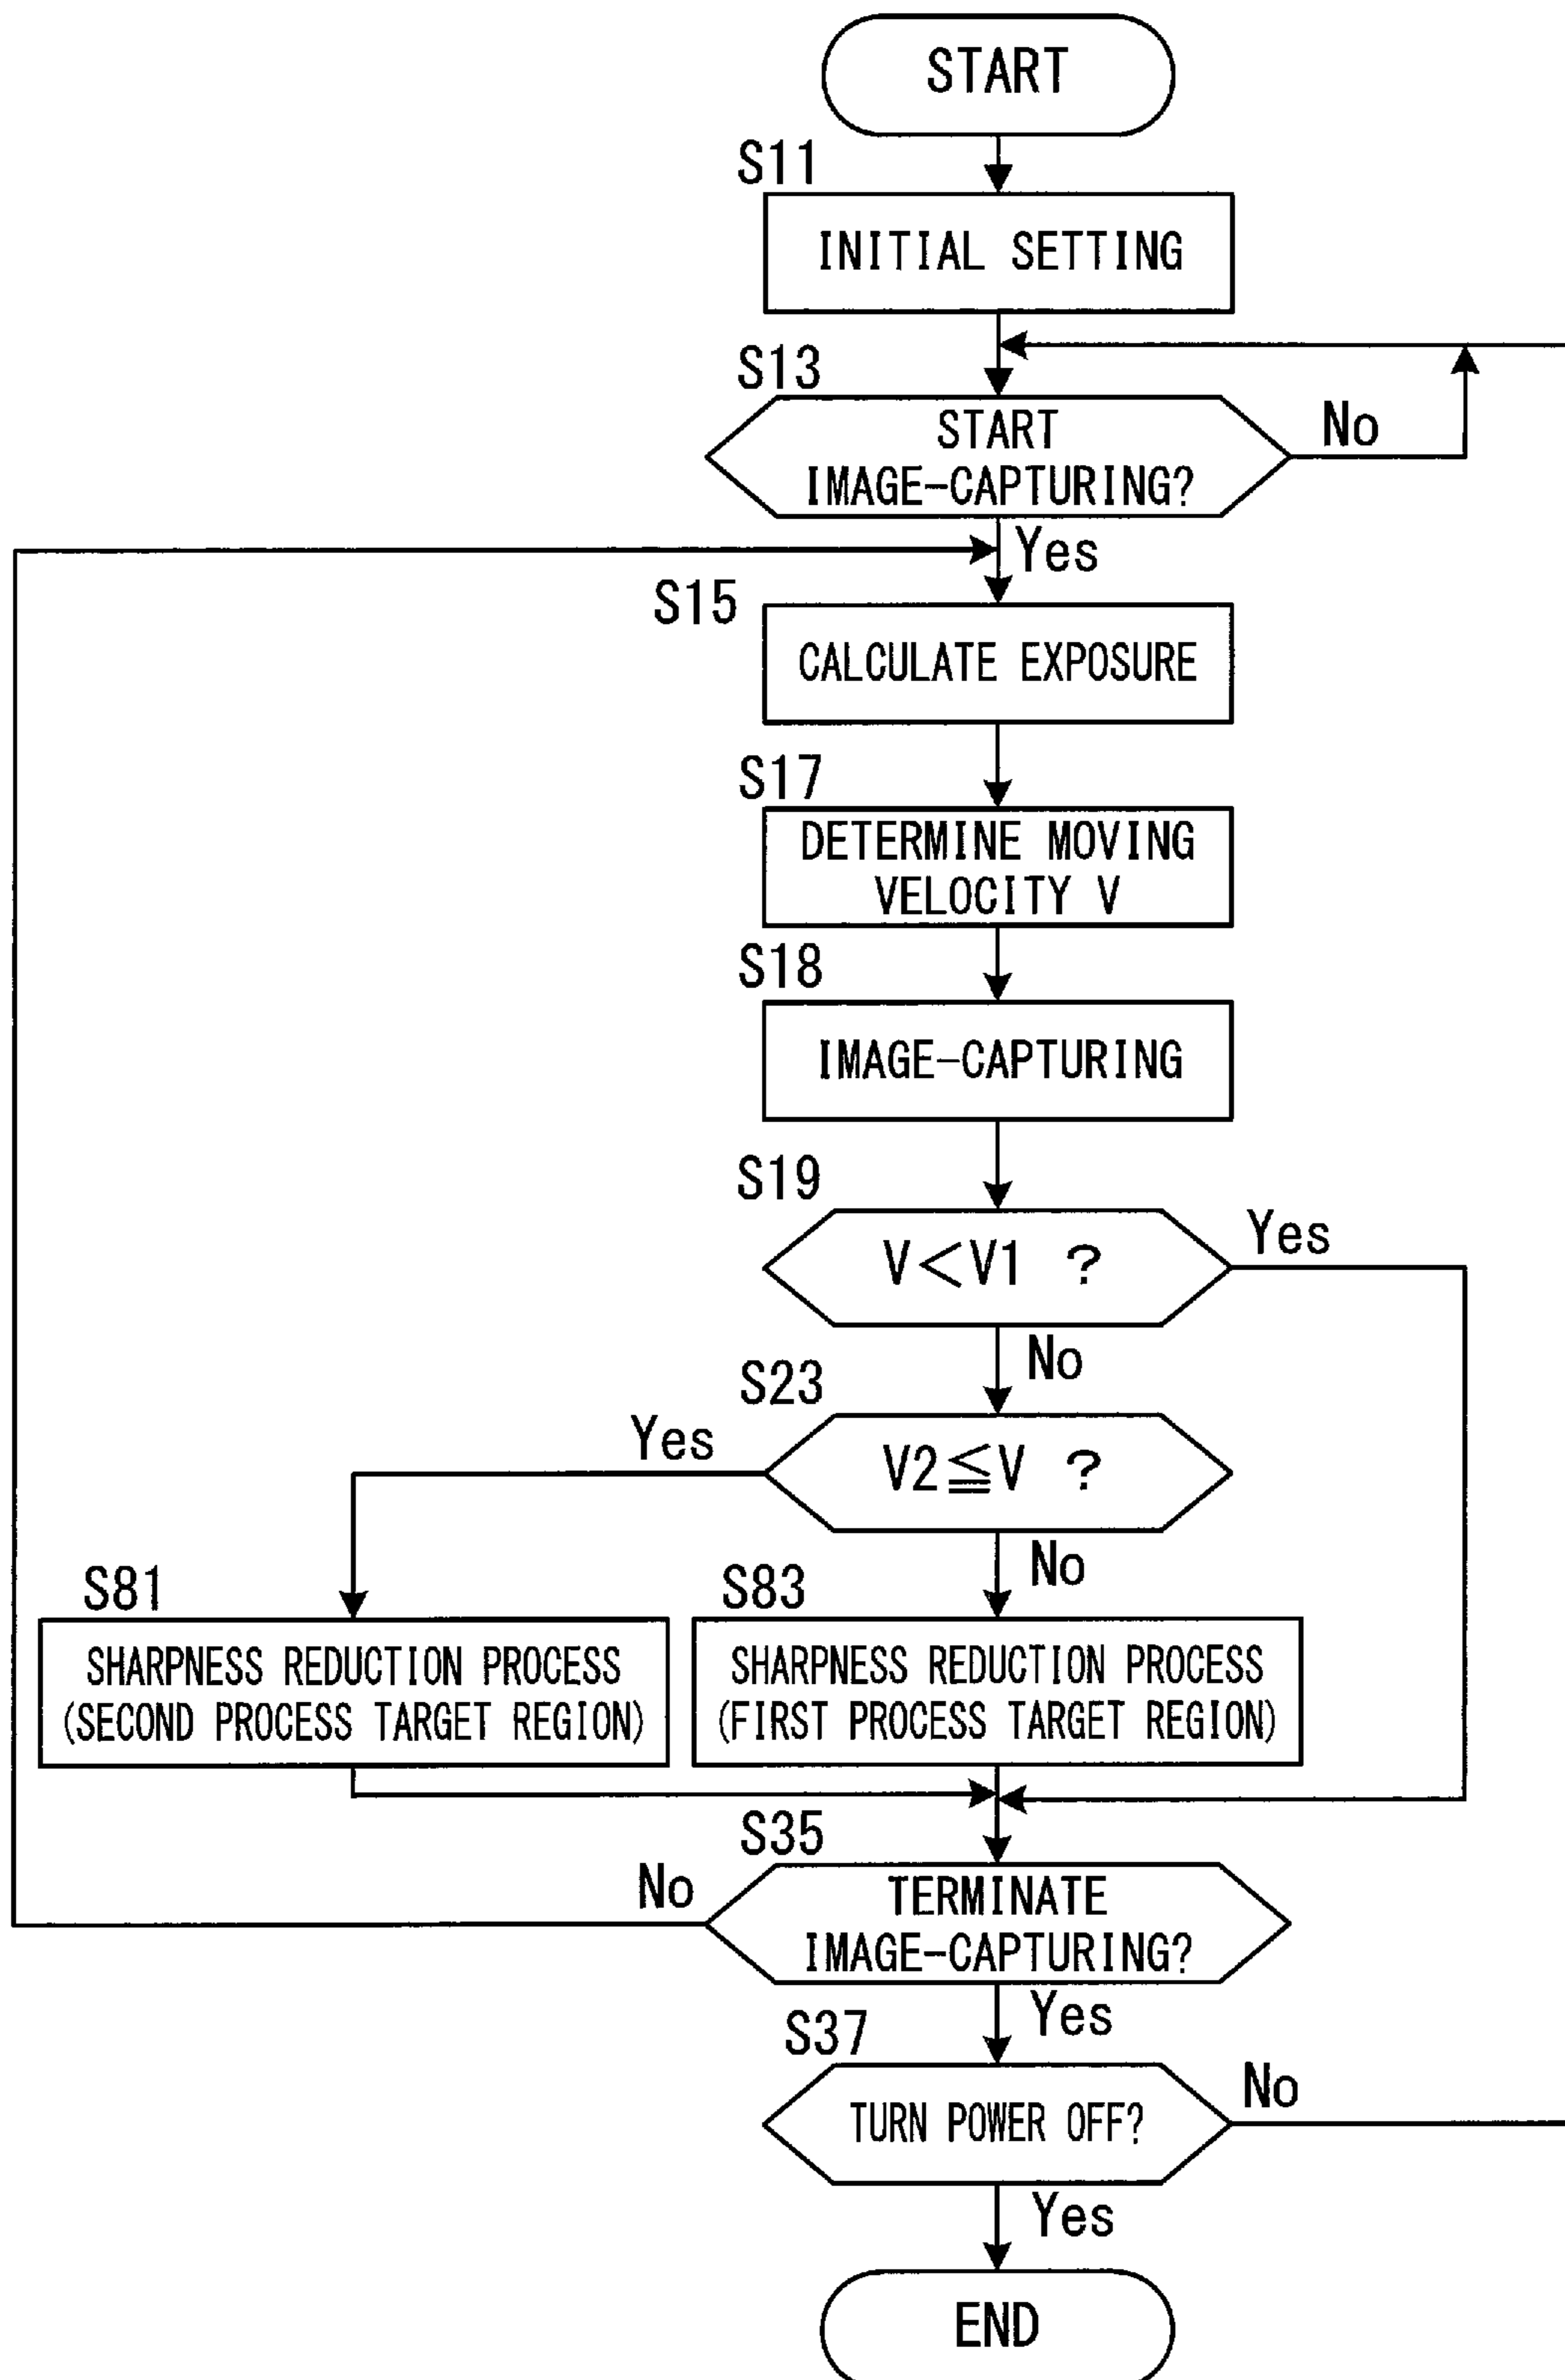 START
S11
INITIAL SETTING
S13
START
IMAGE-CAPTURING?
No
Yes
S15
CALCULATE EXPOSURE
S17
DETERMINE MOVING
VELOCITY V
S18
IMAGE-CAPTURING
S19
V<V1 ?
Yes
No
S23
V2≦V ?
Yes
No
S81
SHARPNESS REDUCTION PROCESS
(SECOND PROCESS TARGET REGION)
S83
SHARPNESS REDUCTION PROCESS
(FIRST PROCESS TARGET REGION)
S35
TERMINATE
IMAGE-CAPTURING?
No
Yes
S37
TURN POWER OFF?
No
Yes
END